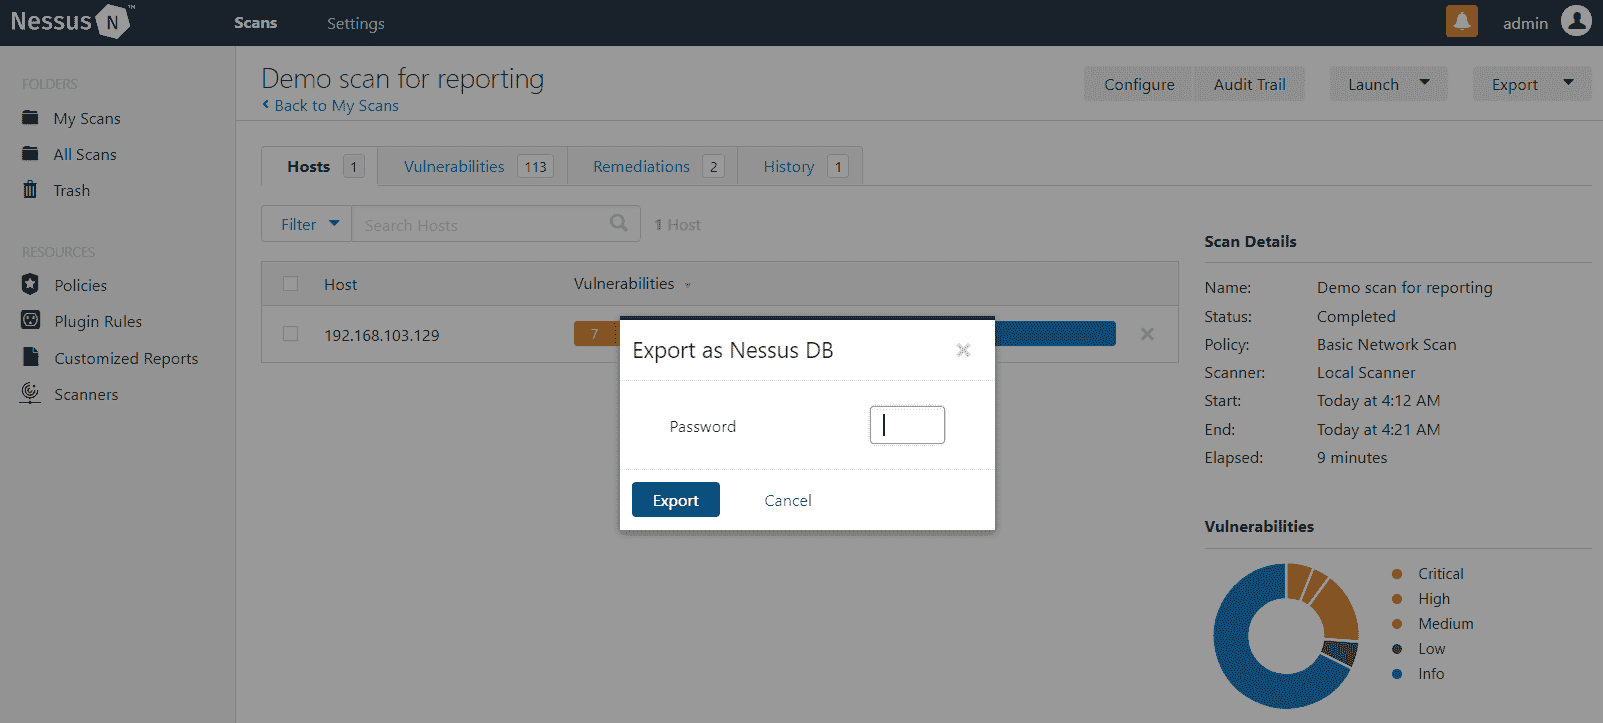 Nessus N ™
Scans
Settings
admin
FOLDERS
My Scans
All Scans
Trash
RESOURCES
Policies
Plugin Rules
Customized Reports
Scanners
Demo scan for reporting
Back to My Scans
Configure
Audit Trail
Launch
Export
Hosts 1
Vulnerabilities 113
Remediations 2
History 1
Filter
Search Hosts
1 Host
Host
Vulnerabilities
192.168.103.129
7
Export as Nessus DB
Password
Export
Cancel
Scan Details
Name: Demo scan for reporting
Status: Completed
Policy: Basic Network Scan
Scanner: Local Scanner
Start: Today at 4:12 AM
End: Today at 4:21 AM
Elapsed: 9 minutes
Vulnerabilities
Critical
High
Medium
Low
Info